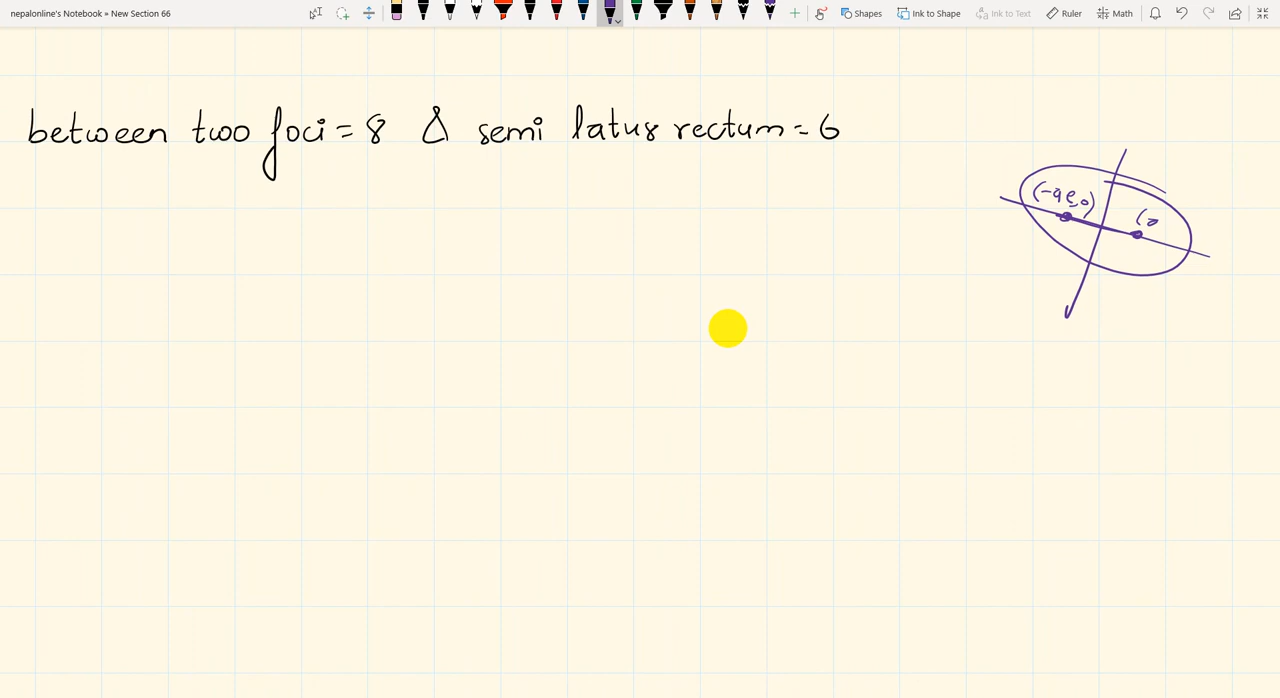 nepalonline's Notebook » New Section 66
Shapes Ink to Shape Ink to Text Ruler Math
between two foci = 8 & semi latus rectum = 6
(-ae,0)
(a